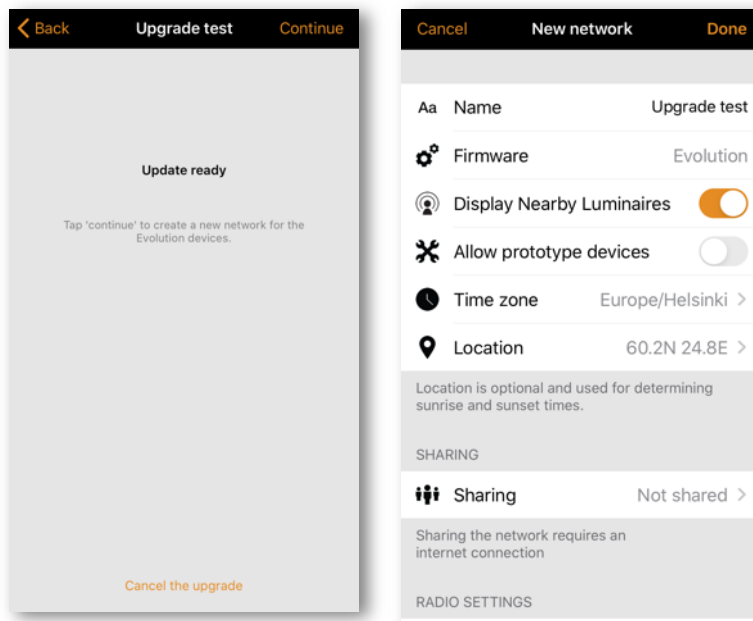 Back Upgrade test Continue
Update ready
Tap 'continue' to create a new network for the
Evolution devices.
Cancel the upgrade
Cancel New network Done
Aa Name Upgrade test
Firmware Evolution
Display Nearby Luminaires
Allow prototype devices
Time zone Europe/Helsinki
Location 60.2N 24.8E
Location is optional and used for determining
sunrise and sunset times.
SHARING
Sharing Not shared
Sharing the network requires an
internet connection
RADIO SETTINGS